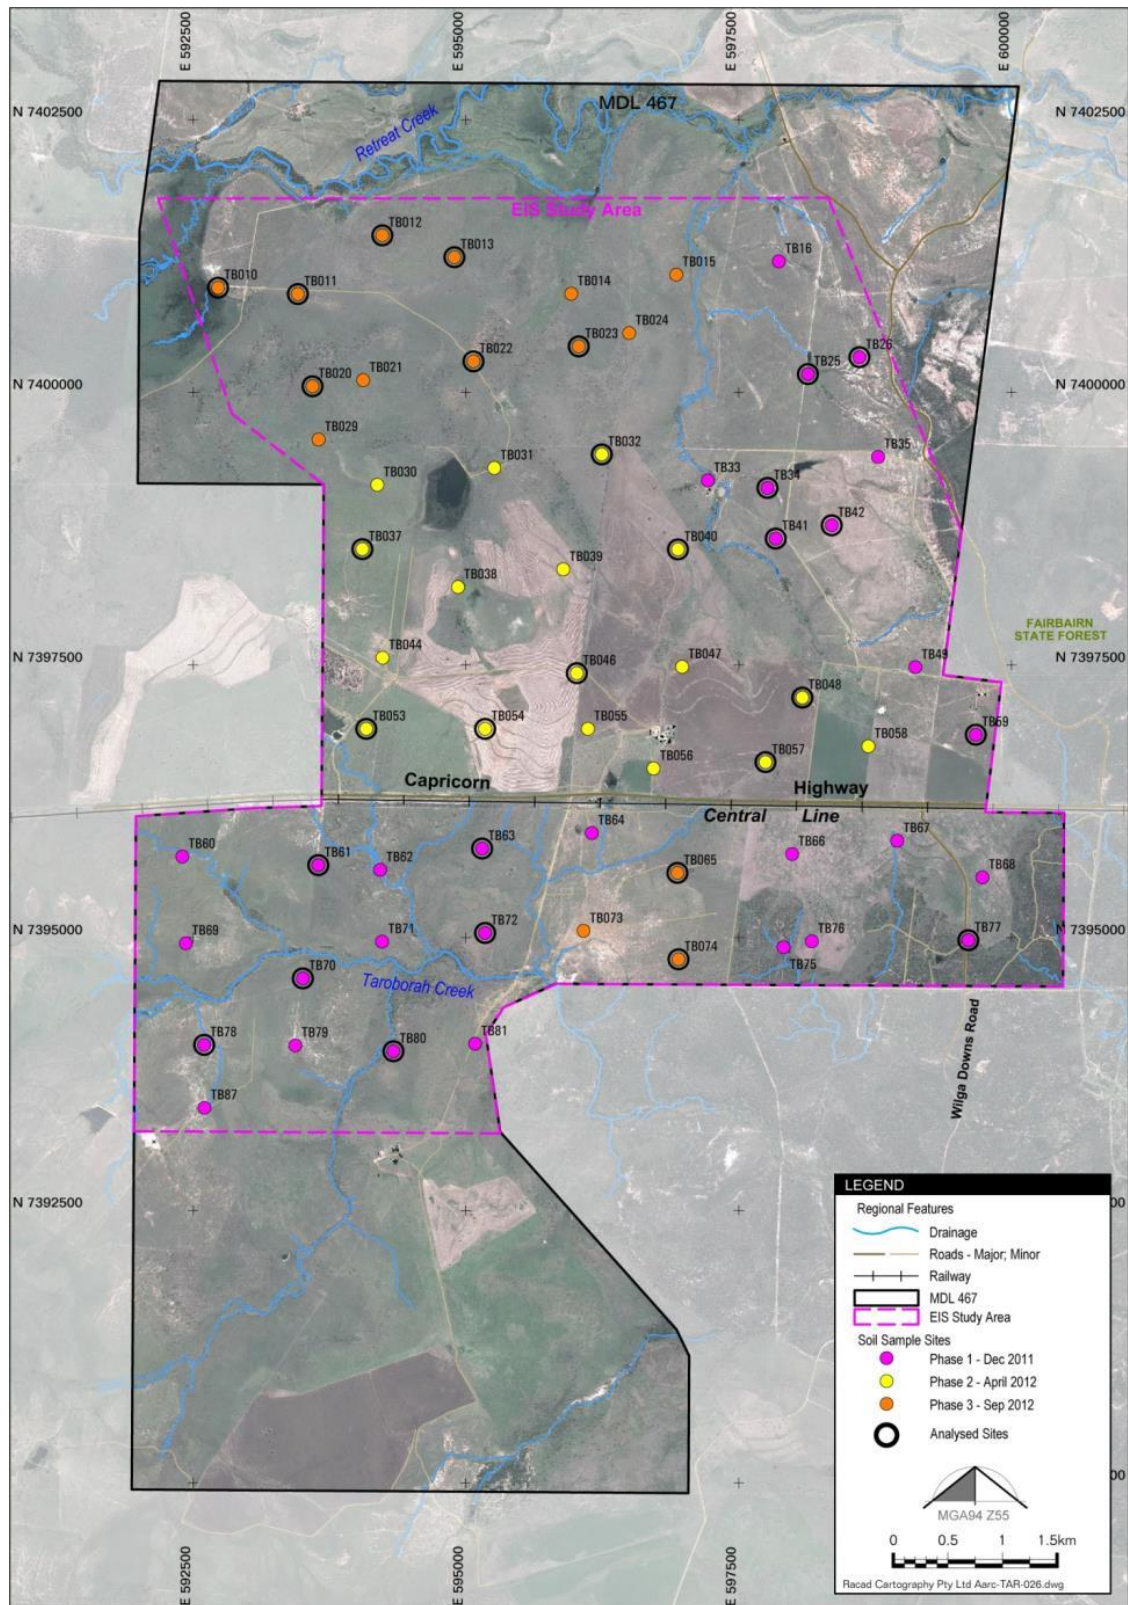 E 592500
E 595000
E 597500
E 600000
MDL 467
N 7402500
N 7402500
Retreat Creek
EIS Study Area
TB012
TB013
TB16
TB015
TB010
TB011
TB014
TB024
TB023
TB26
TB022
TB25
N 7400000
N 7400000
TB020
TB021
TB029
TB032
TB031
TB35
TB030
TB33
TB34
TB42
TB41
TB037
TB040
TB039
TB038
FAIRBAIRN
STATE FOREST
N 7397500
N 7397500
TB044
TB046
TB047
TB49
TB048
TB053
TB054
TB055
TB59
TB058
TB057
TB056
Capricorn
Highway
Central
Line
TB64
TB63
TB67
TB60
TB61
TB62
TB66
TB065
TB68
TB69
TB71
TB72
TB073
TB76
TB77
N 7395000
N 7395000
TB75
TB074
TB70
Taroborah Creek
TB78
TB79
TB80
TB81
TB87
Wilga Downs Road
N 7392500
00
LEGEND
Regional Features
Drainage
Roads - Major; Minor
Railway
MDL 467
EIS Study Area
Soil Sample Sites
Phase 1 - Dec 2011
Phase 2 - April 2012
Phase 3 - Sep 2012
Analysed Sites
00
MGA94 Z55
0 0.5 1.0 1.5km
Racad Cartography Pty Ltd Aarc-TAR-026.dwg
E 592500
E 595000
E 597500